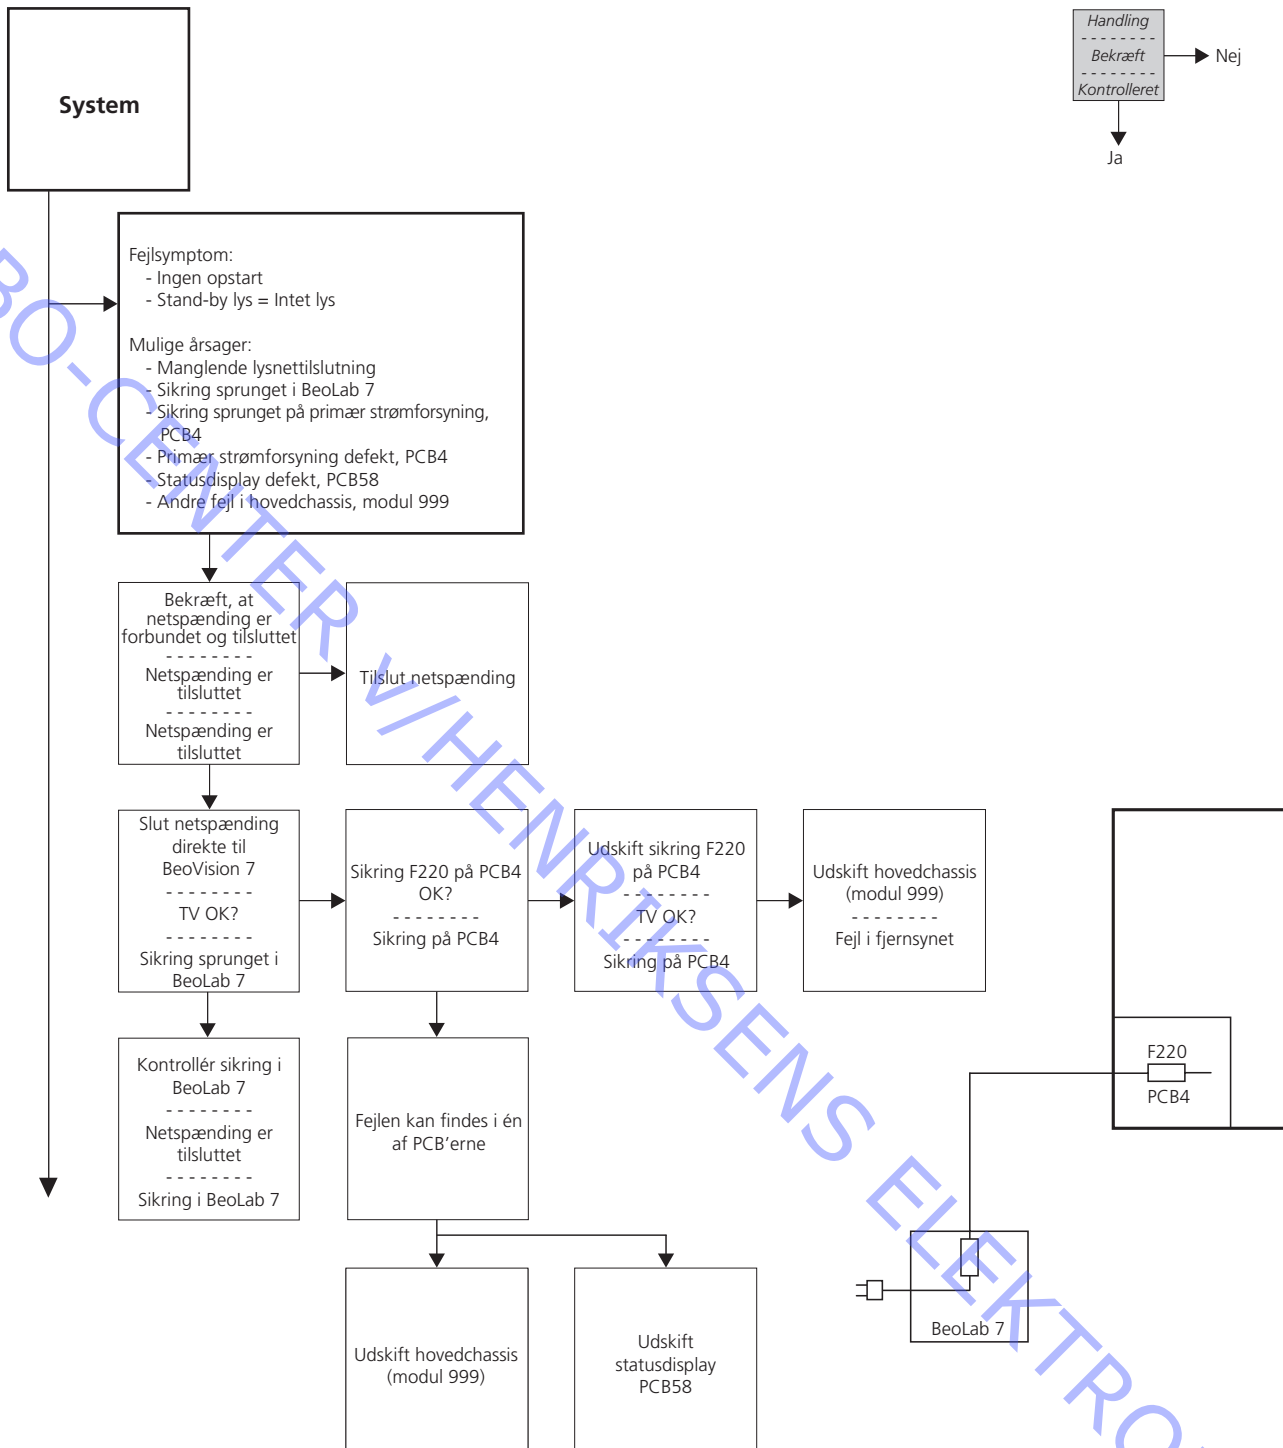 System
Handling
- - - - - - - -
Bekræft
- - - - - - - -
Kontrolleret
Nej
Ja
Fejlsymptom:
- Ingen opstart
- Stand-by lys = Intet lys
Mulige årsager:
- Manglende lysnettilslutning
- Sikring sprunget i BeoLab 7
- Sikring sprunget på primær strømforsyning,
PCB4
- Primær strømforsyning defekt, PCB4
- Statusdisplay defekt, PCB58
- Andre fejl i hovedchassis, modul 999
Bekræft, at
netspænding er
forbundet og tilsluttet
- - - - - - - -
Netspænding er
tilsluttet
- - - - - - - -
Netspænding er
tilsluttet
Tilslut netspænding
Slut netspænding
direkte til
BeoVision 7
- - - - - - - -
TV OK?
- - - - - - - -
Sikring sprunget i
BeoLab 7
Sikring F220 på PCB4
OK?
- - - - - - - -
Sikring på PCB4
Udskift sikring F220
på PCB4
- - - - - - - -
TV OK?
- - - - - - - -
Sikring på PCB4
Udskift hovedchassis
(modul 999)
- - - - - - - -
Fejl i fjernsynet
Kontrollér sikring i
BeoLab 7
- - - - - - - -
Netspænding er
tilsluttet
- - - - - - - -
Sikring i BeoLab 7
Fejlen kan findes i én
af PCB’erne
F220
PCB4
BeoLab 7
Udskift hovedchassis
(modul 999)
Udskift
statusdisplay
PCB58
BO-CENTER v/HENRIKSENS ELEKTRO